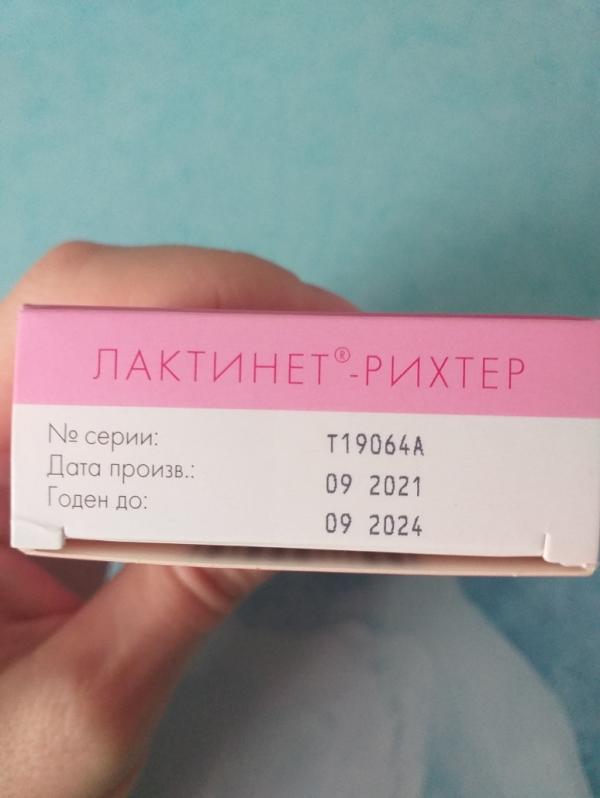 ЛАКТИНЕТ®-РИХТЕР
№ серии: T19064A
Дата произв.: 09 2021
Годен до: 09 2024